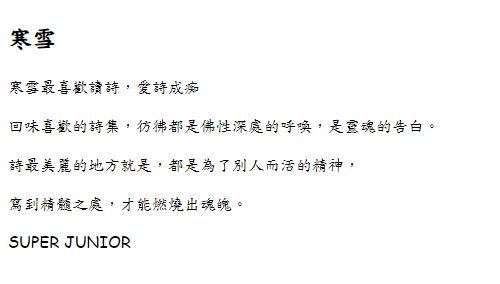 寒雪
寒雪最喜歡讀詩，愛詩成痴
回味喜歡的詩集，彷彿都是佛性深處的呼喚，是靈魂的告白。
詩最美麗的地方就是，都是為了別人而活的精神，
寫到精髓之處，才能燃燒出魂魄。
SUPER JUNIOR